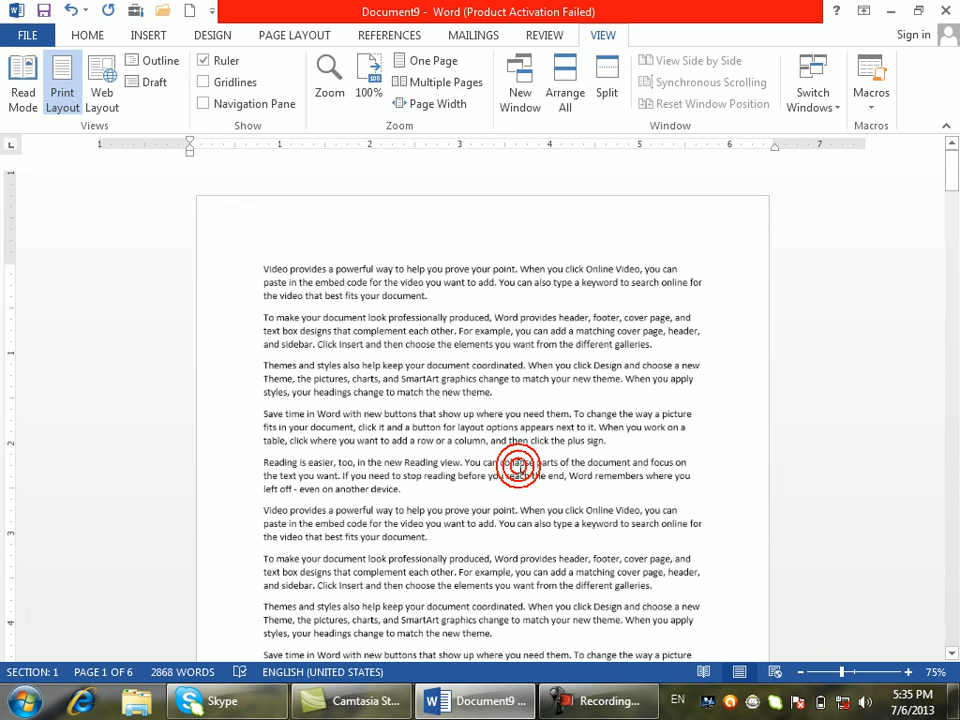 Document9 - Word (Product Activation Failed)
FILE HOME INSERT DESIGN PAGE LAYOUT REFERENCES MAILINGS REVIEW VIEW Sign in
Read Mode
Print Layout
Web Layout
Outline
Draft
Views
Ruler
Gridlines
Navigation Pane
Show
Zoom
100%
One Page
Multiple Pages
Page Width
Zoom
New Window
Arrange All
Split
View Side by Side
Synchronous Scrolling
Reset Window Position
Window
Switch Windows
Macros
Macros
1 1 2 3 4 5 6 7
Video provides a powerful way to help you prove your point. When you click Online Video, you can
paste in the embed code for the video you want to add. You can also type a keyword to search online for
the video that best fits your document.
To make your document look professionally produced, Word provides header, footer, cover page, and
text box designs that complement each other. For example, you can add a matching cover page, header,
and sidebar. Click Insert and then choose the elements you want from the different galleries.
Themes and styles also help keep your document coordinated. When you click Design and choose a new
Theme, the pictures, charts, and SmartArt graphics change to match your new theme. When you apply
styles, your headings change to match the new theme.
Save time in Word with new buttons that show up where you need them. To change the way a picture
fits in your document, click it and a button for layout options appears next to it. When you work on a
table, click where you want to add a row or a column, and then click the plus sign.
Reading is easier, too, in the new Reading view. You can collapse parts of the document and focus on
the text you want. If you need to stop reading before you reach the end, Word remembers where you
left off - even on another device.
Video provides a powerful way to help you prove your point. When you click Online Video, you can
paste in the embed code for the video you want to add. You can also type a keyword to search online for
the video that best fits your document.
To make your document look professionally produced, Word provides header, footer, cover page, and
text box designs that complement each other. For example, you can add a matching cover page, header,
and sidebar. Click Insert and then choose the elements you want from the different galleries.
Themes and styles also help keep your document coordinated. When you click Design and choose a new
Theme, the pictures, charts, and SmartArt graphics change to match your new theme. When you apply
styles, your headings change to match the new theme.
Save time in Word with new buttons that show up where you need them. To change the way a picture
1
1
2
3
4
SECTION: 1 PAGE 1 OF 6 2868 WORDS ENGLISH (UNITED STATES) 75%
Skype Camtasia St... Document9 ... Recording... EN 5:35 PM
7/6/2013